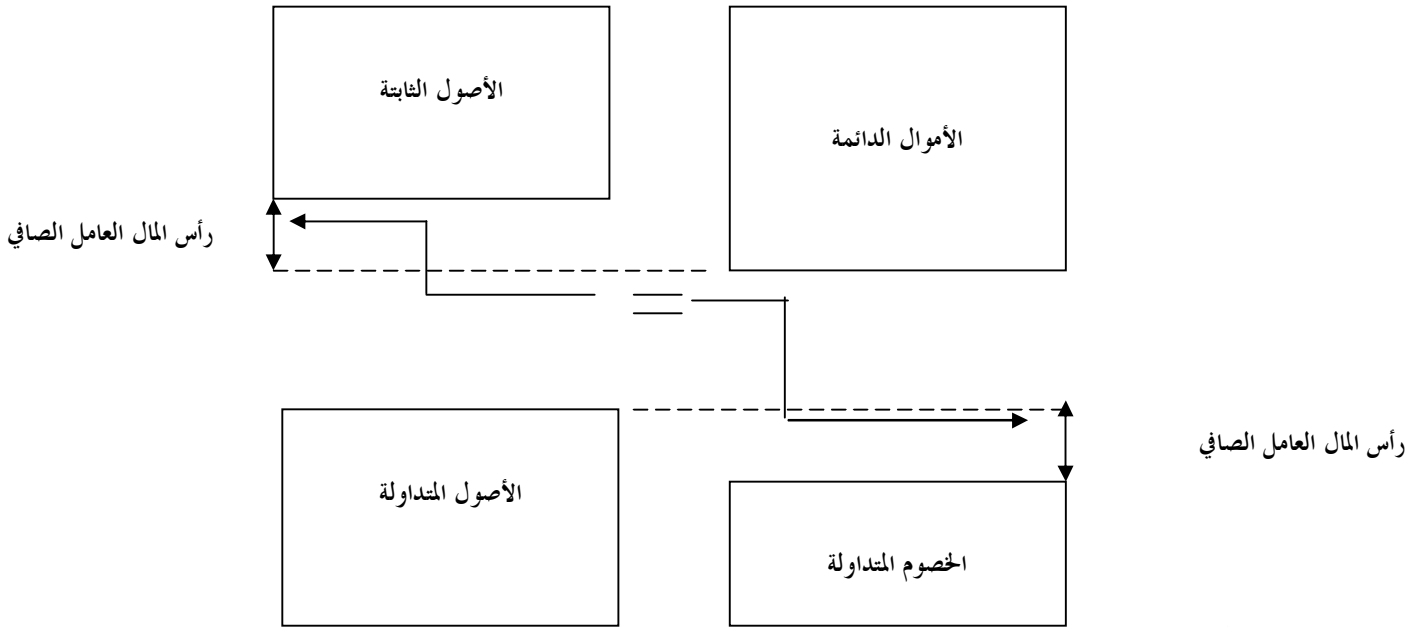 الأصول الثابتة
الأموال الدائمة
رأس المال العامل الصافي
رأس المال العامل الصافي
الأصول المتداولة
الخصوم المتداولة